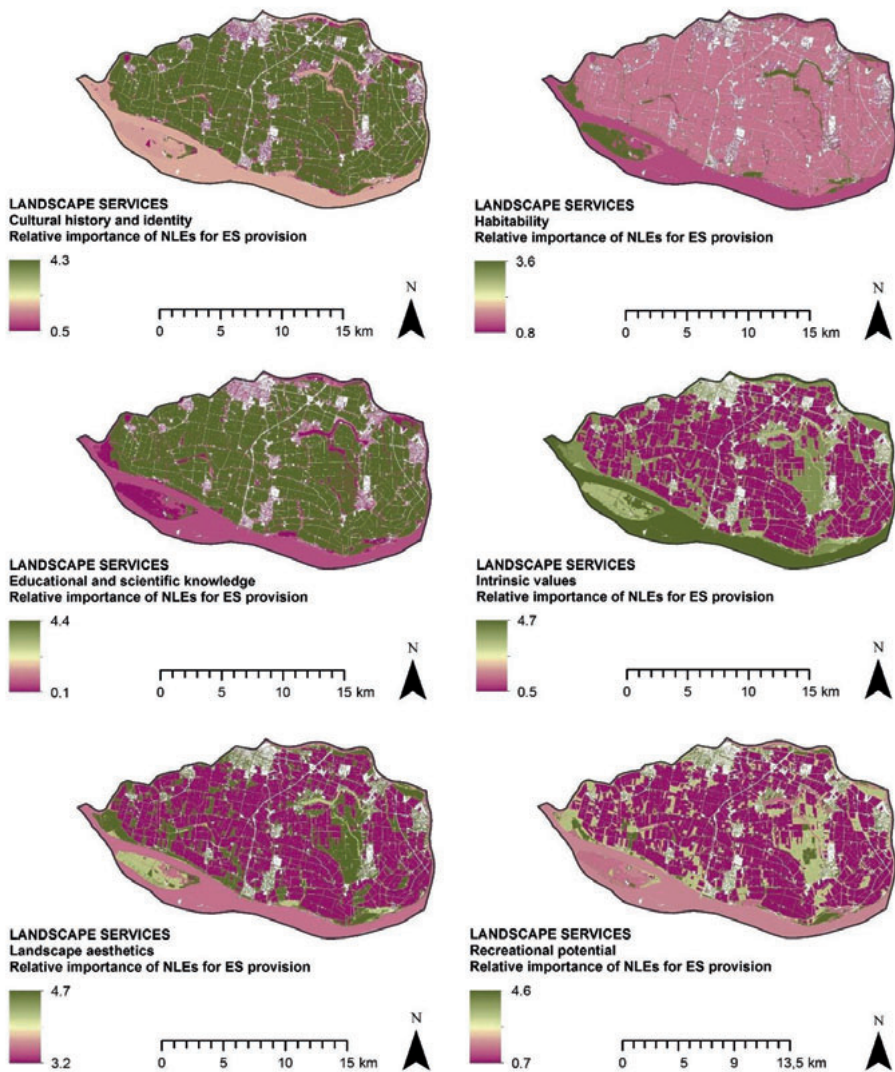 LANDSCAPE SERVICES
Cultural history and identity
Relative importance of NLEs for ES provision
4.3
0.5
0 5 10 15 km
N
LANDSCAPE SERVICES
Habitability
Relative importance of NLEs for ES provision
3.6
0.8
0 5 10 15 km
N
LANDSCAPE SERVICES
Educational and scientific knowledge
Relative importance of NLEs for ES provision
4.4
0.1
0 5 10 15 km
N
LANDSCAPE SERVICES
Intrinsic values
Relative importance of NLEs for ES provision
4.7
0.5
0 5 10 15 km
N
LANDSCAPE SERVICES
Landscape aesthetics
Relative importance of NLEs for ES provision
4.7
3.2
0 5 10 15 km
N
LANDSCAPE SERVICES
Recreational potential
Relative importance of NLEs for ES provision
4.6
0.7
0 5 9 13,5 km
N